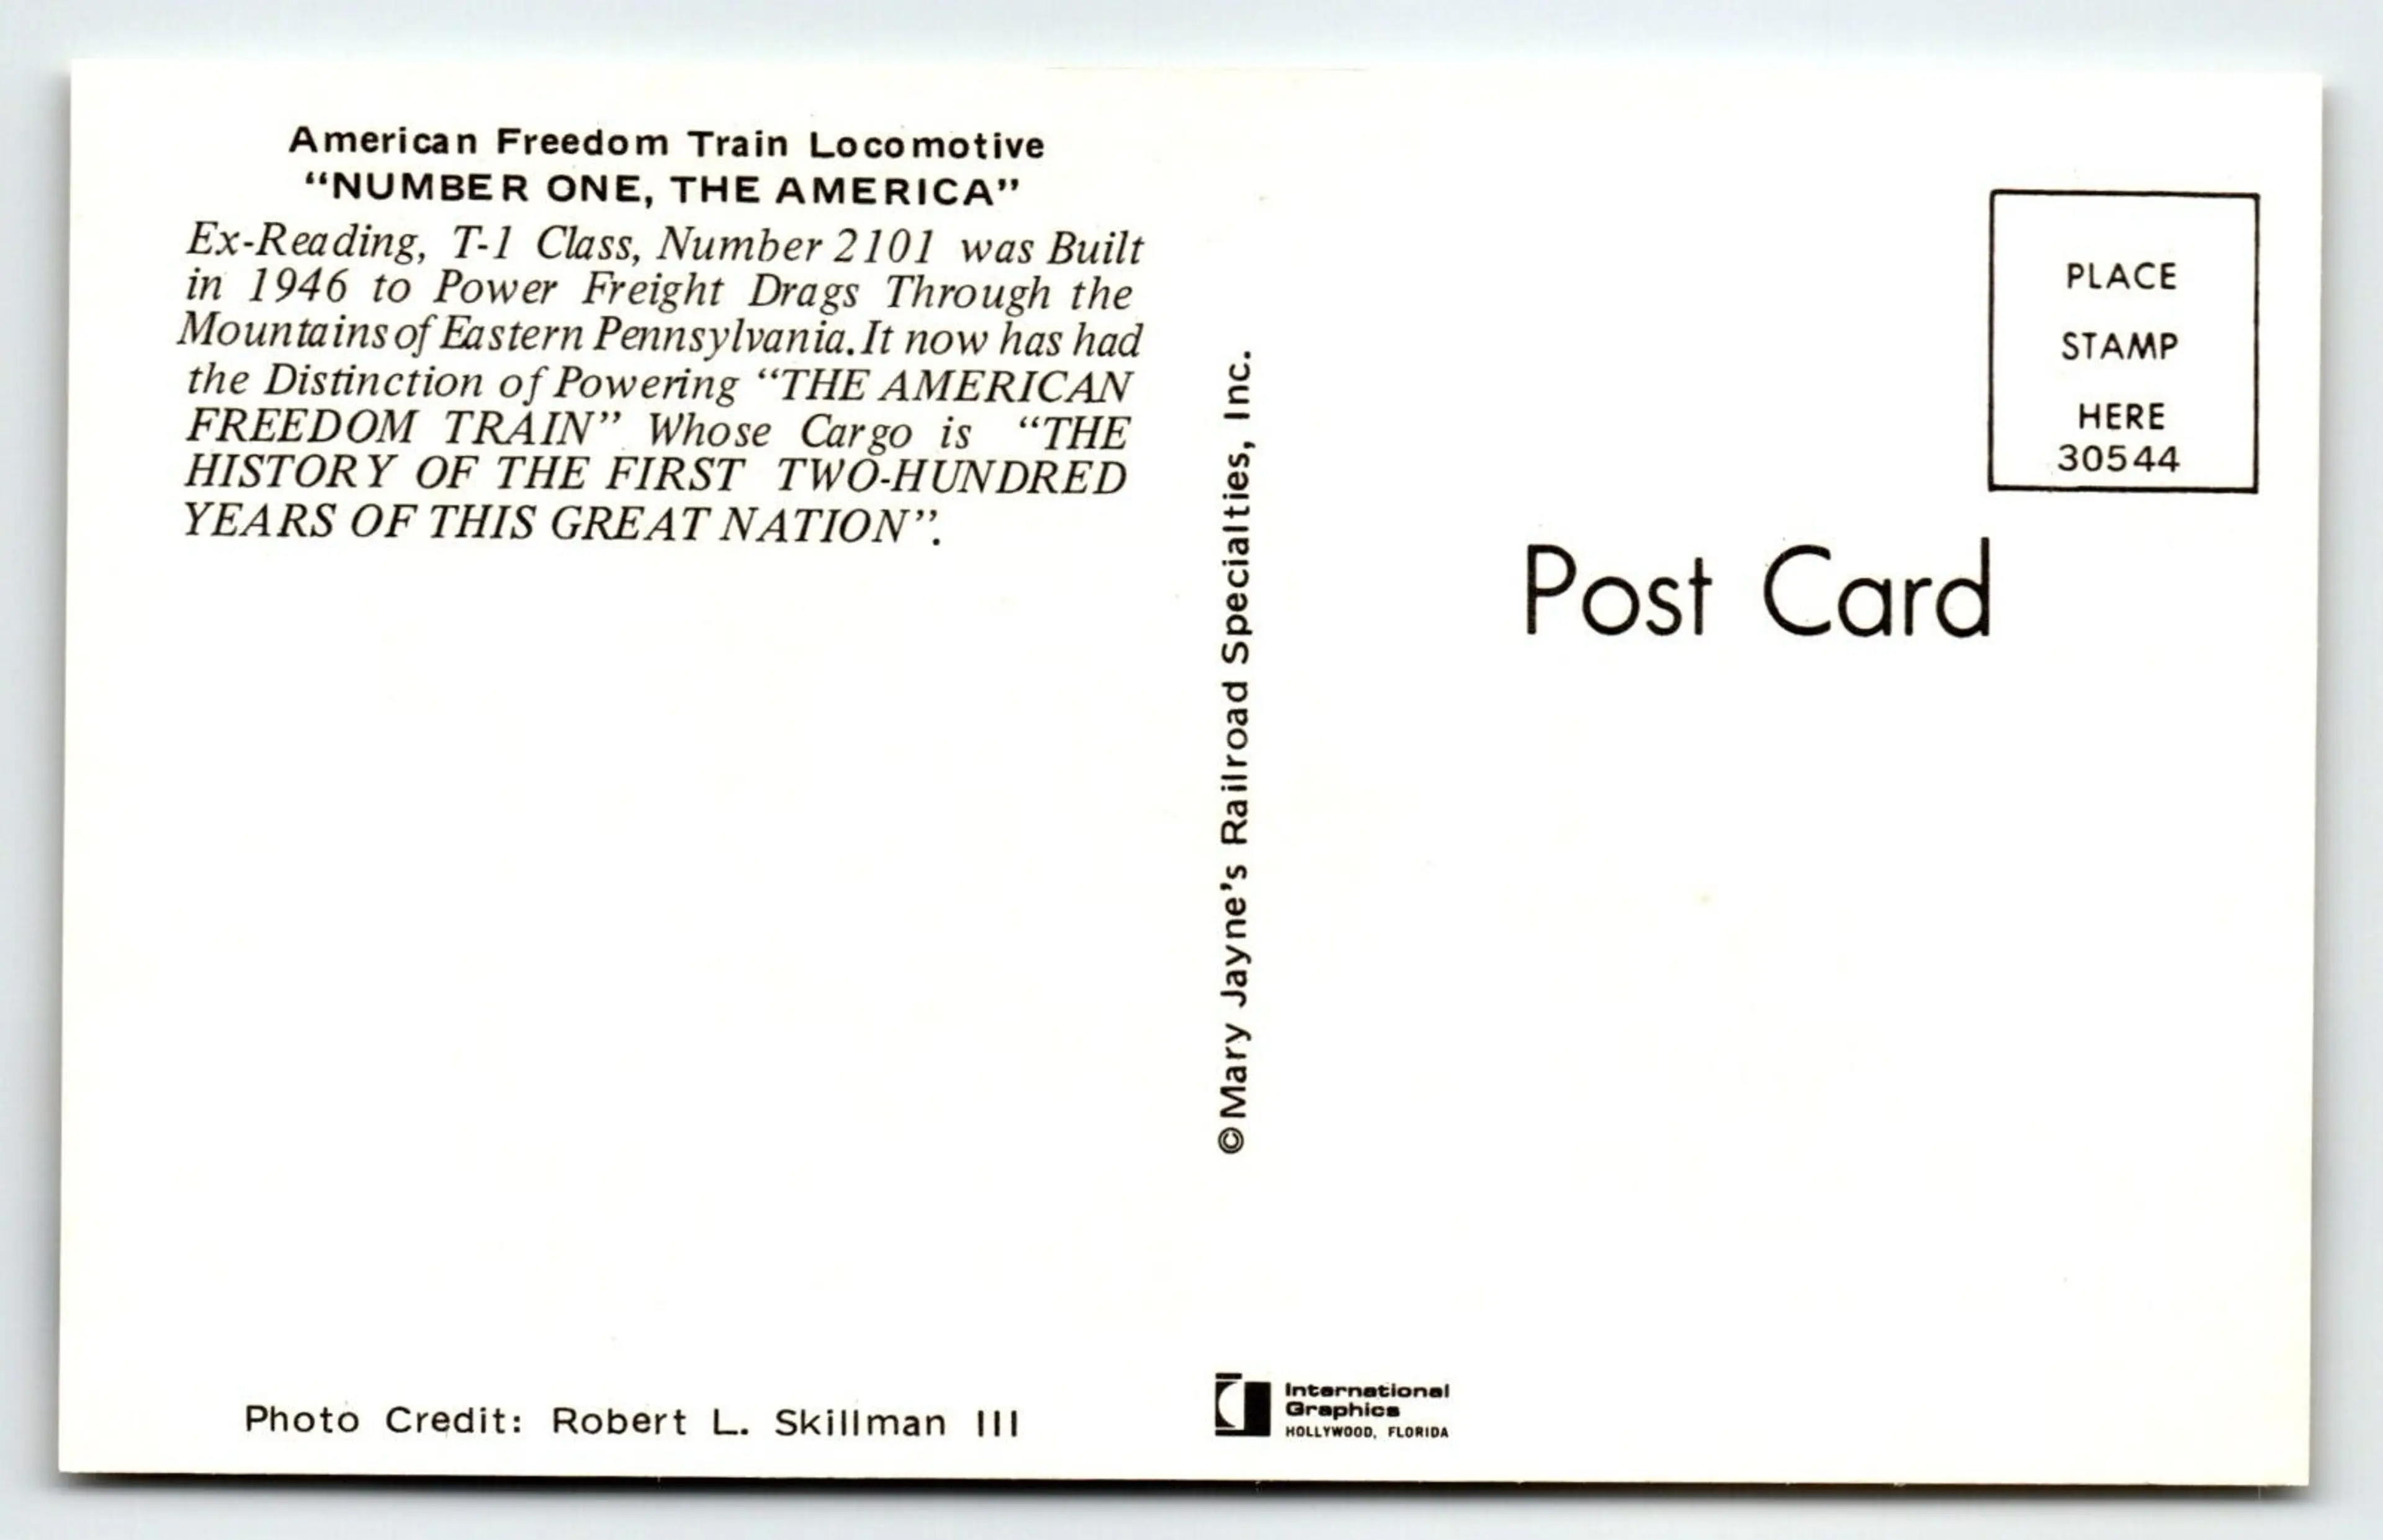 American Freedom Train Locomotive
“NUMBER ONE, THE AMERICA”
Ex-Reading, T-1 Class, Number 2101 was Built
in 1946 to Power Freight Drags Through the
Mountains of Eastern Pennsylvania. It now has had
the Distinction of Powering “THE AMERICAN
FREEDOM TRAIN” Whose Cargo is “THE
HISTORY OF THE FIRST TWO-HUNDRED
YEARS OF THIS GREAT NATION”.
Photo Credit: Robert L. Skillman III
©Mary Jayne’s Railroad Specialties, Inc.
International
Graphics
HOLLYWOOD, FLORIDA
PLACE
STAMP
HERE
30544
Post Card